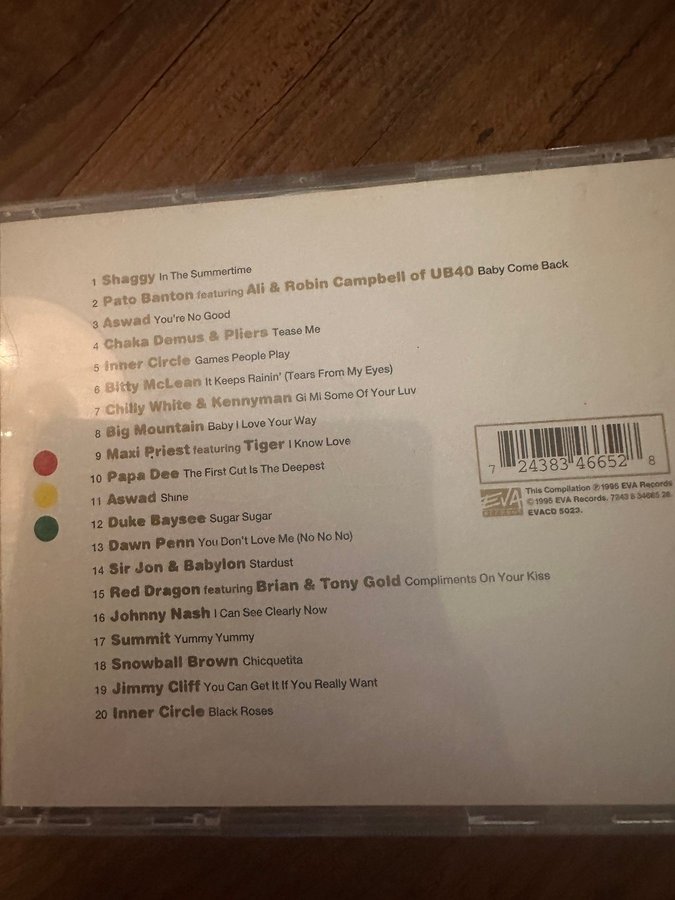 1 Shaggy In The Summertime
2 Pato Banton featuring Ali & Robin Campbell of UB40 Baby Come Back
3 Aswad You're No Good
4 Chaka Demus & Pliers Tease Me
5 Inner Circle Games People Play
6 Bitty McLean It Keeps Rainin' (Tears From My Eyes)
7 Chilly White & Kennyman Gi Mi Some Of Your Luv
8 Big Mountain Baby I Love Your Way
9 Maxi Priest featuring Tiger I Know Love
10 Papa Dee The First Cut Is The Deepest
11 Aswad Shine
12 Duke Baysee Sugar Sugar
13 Dawn Penn You Don't Love Me (No No No)
14 Sir Jon & Babylon Stardust
15 Red Dragon featuring Brian & Tony Gold Compliments On Your Kiss
16 Johnny Nash I Can See Clearly Now
17 Summit Yummy Yummy
18 Snowball Brown Chicquetita
19 Jimmy Cliff You Can Get It If You Really Want
20 Inner Circle Black Roses
7 24383 46652 8
EVA
This Compilation ℗ 1995 EVA Records
© 1995 EVA Records. 7243 8 34665 28
EVACD 5023.